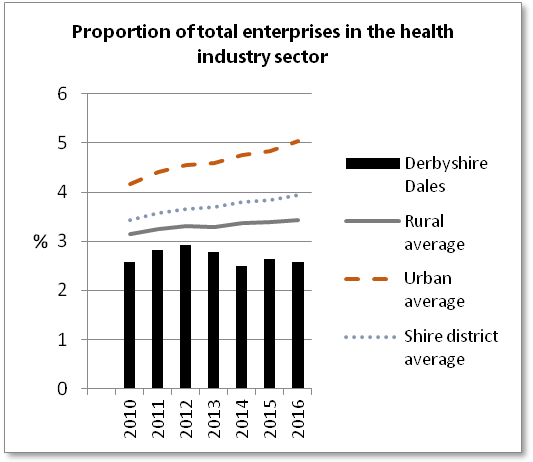 Proportion of total enterprises in the health
industry sector
6
5
4
3
2
1
0
%
2010
2011
2012
2013
2014
2015
2016
Derbyshire
Dales
Rural
average
Urban
average
Shire district
average